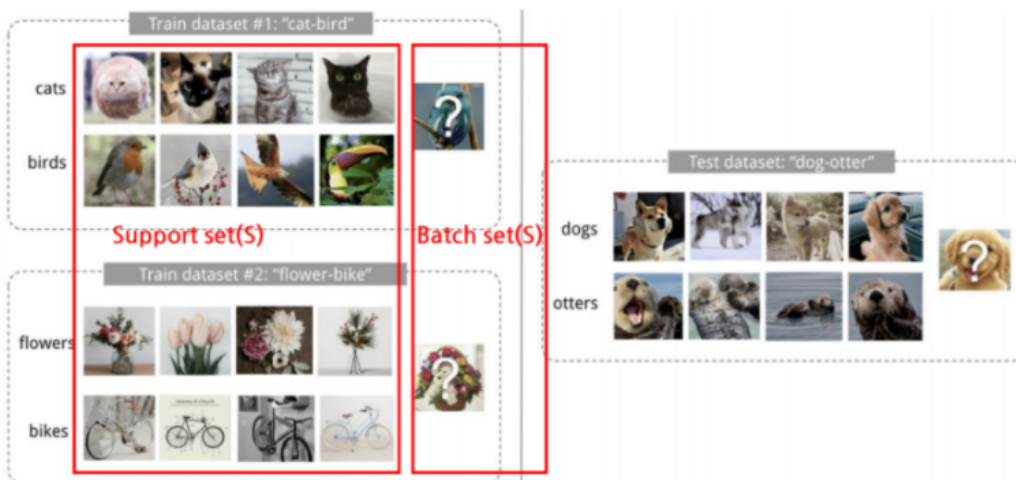 Train dataset #1: “cat-bird”
cats
?
birds
Support set(S)
Batch set(S)
Train dataset #2: “flower-bike”
flowers
?
bikes
Test dataset: “dog-otter”
dogs
?
otters